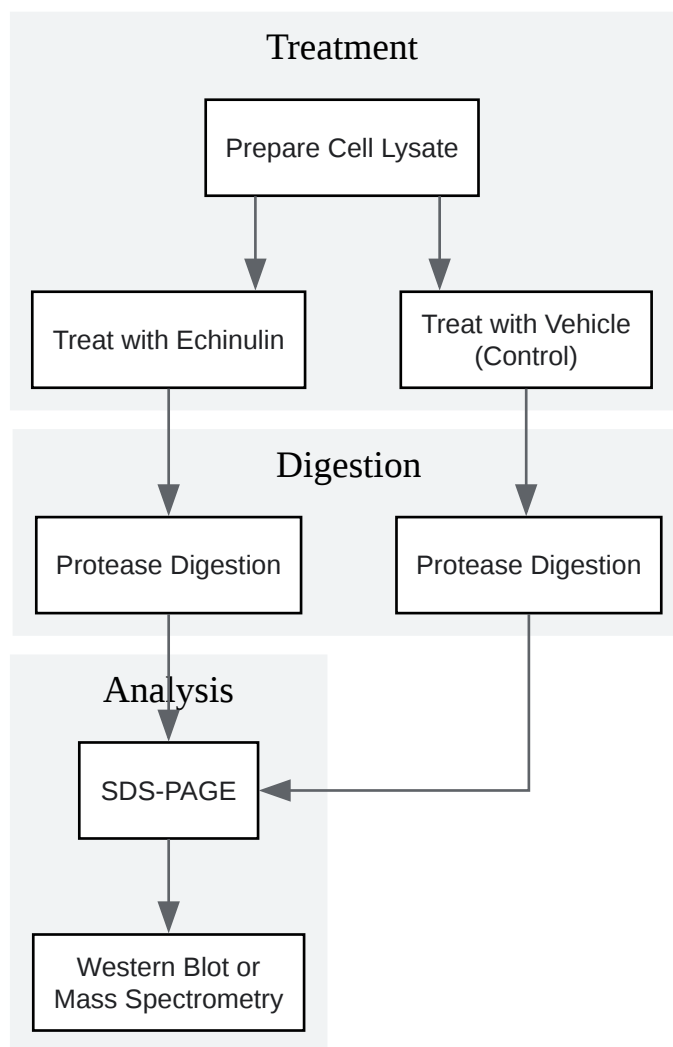 Treatment
Prepare Cell Lysate
Treat with Echinulin
Treat with Vehicle
(Control)
Digestion
Protease Digestion
Protease Digestion
Analysis
SDS-PAGE
Western Blot or
Mass Spectrometry